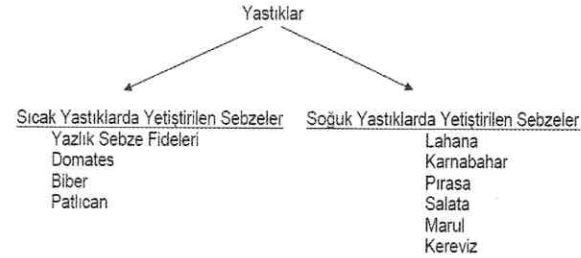 Yastıklar
Sıcak Yastıklarda Yetiştirilen Sebzeler
Yazlık Sebze Fideleri
Domates
Biber
Patlıcan
Soğuk Yastıklarda Yetiştirilen Sebzeler
Lahana
Karnabahar
Pırasa
Salata
Marul
Kereviz